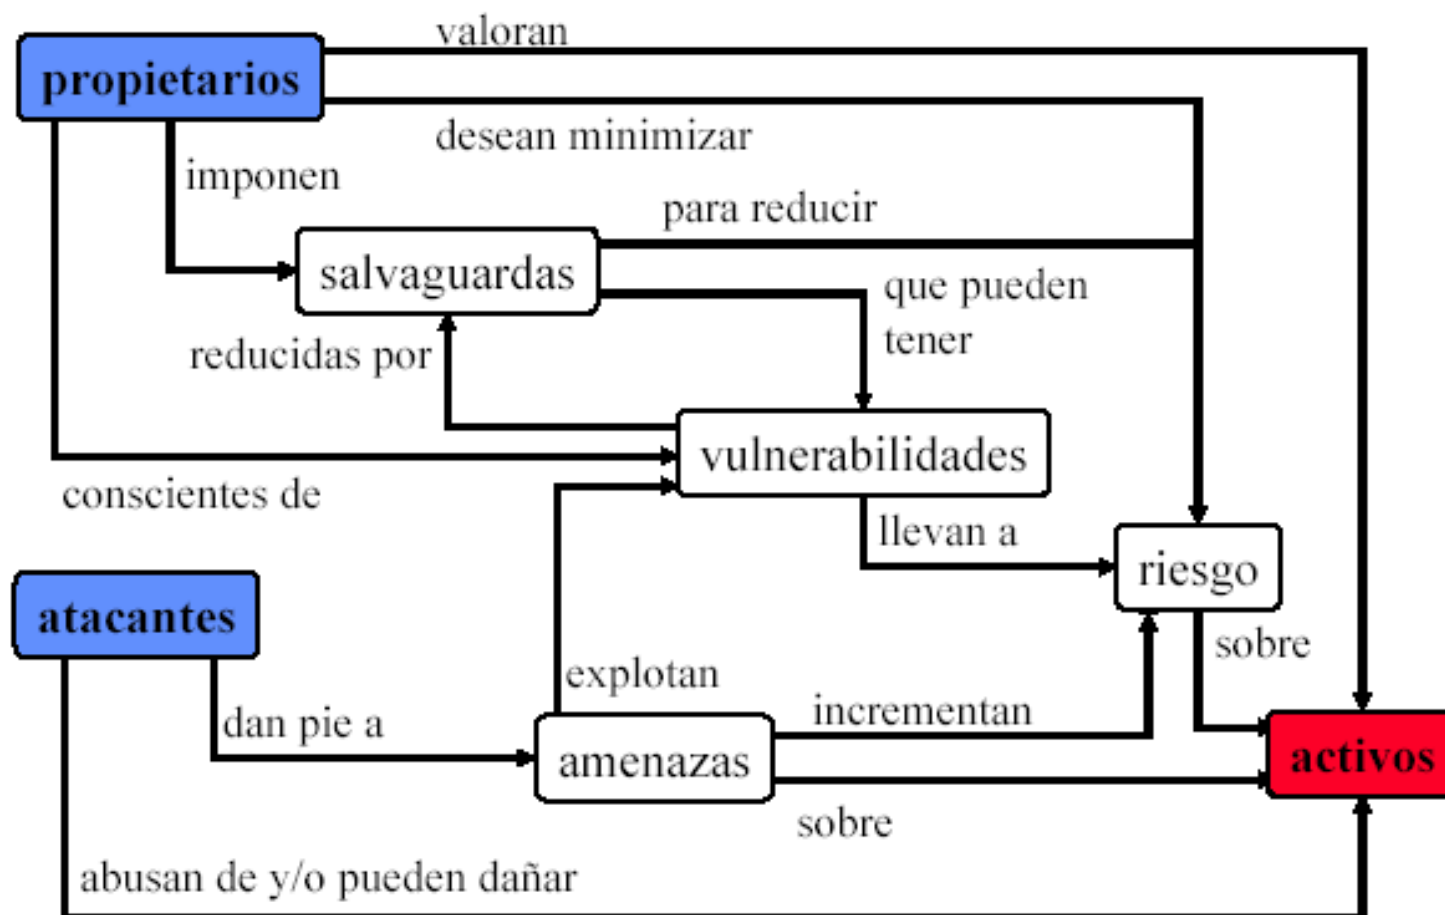 valoran
propietarios
desean minimizar
imponen
para reducir
salvaguardas
que pueden
tener
reducidas por
vulnerabilidades
conscientes de
llevan a
riesgo
atacantes
sobre
explotan
dan pie a
incrementan
amenazas
activos
sobre
abusan de y/o pueden dañar